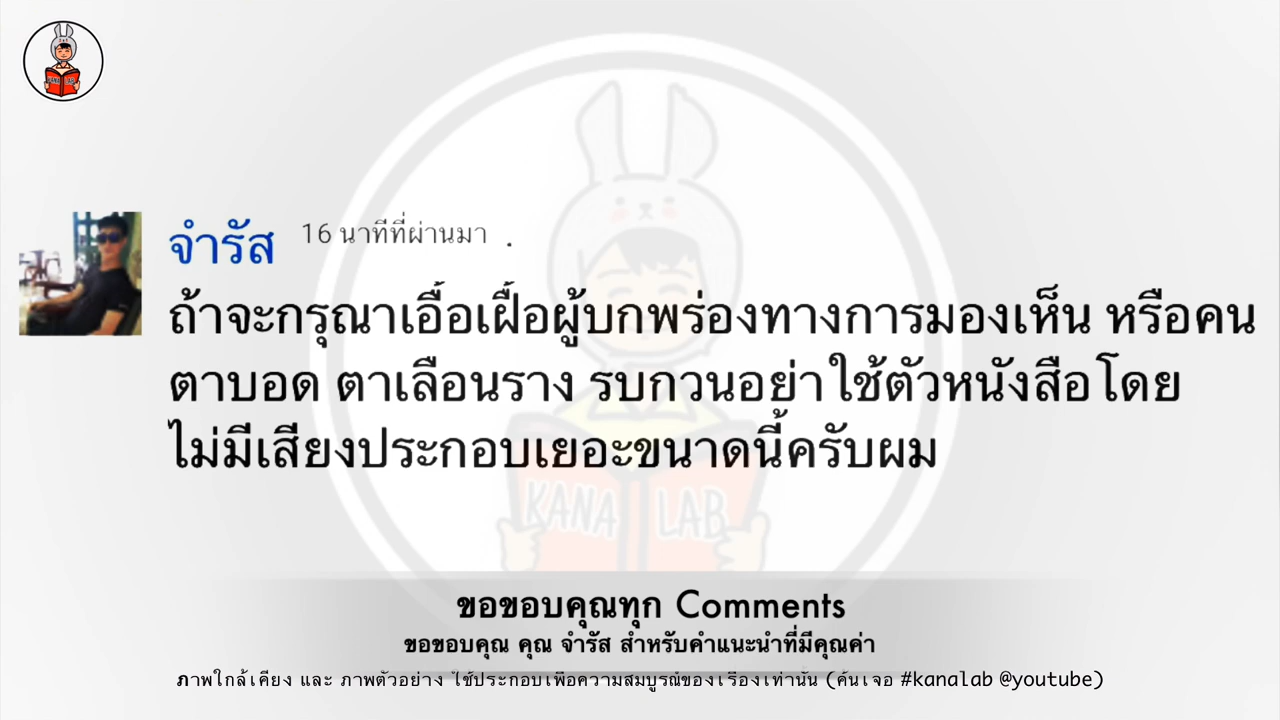 KANA LAB
จำรัส 16 นาทีที่ผ่านมา .
ถ้าจะกรุณาเอื้อเฝื้อผู้บกพร่องทางการมองเห็น หรือคน
ตาบอด ตาเลือนราง รบกวนอย่าใช้ตัวหนังสือโดย
ไม่มีเสียงประกอบเยอะขนาดนี้ครับผม
KANA LAB
ขอขอบคุณทุก Comments
ขอขอบคุณ คุณ จำรัส สำหรับคำแนะนำที่มีคุณค่า
ภาพใกล้เคียง และ ภาพตัวอย่าง ใช้ประกอบเพื่อความสมบูรณ์ของเรื่องเท่านั้น (ค้นเจอ #kanalab @youtube)